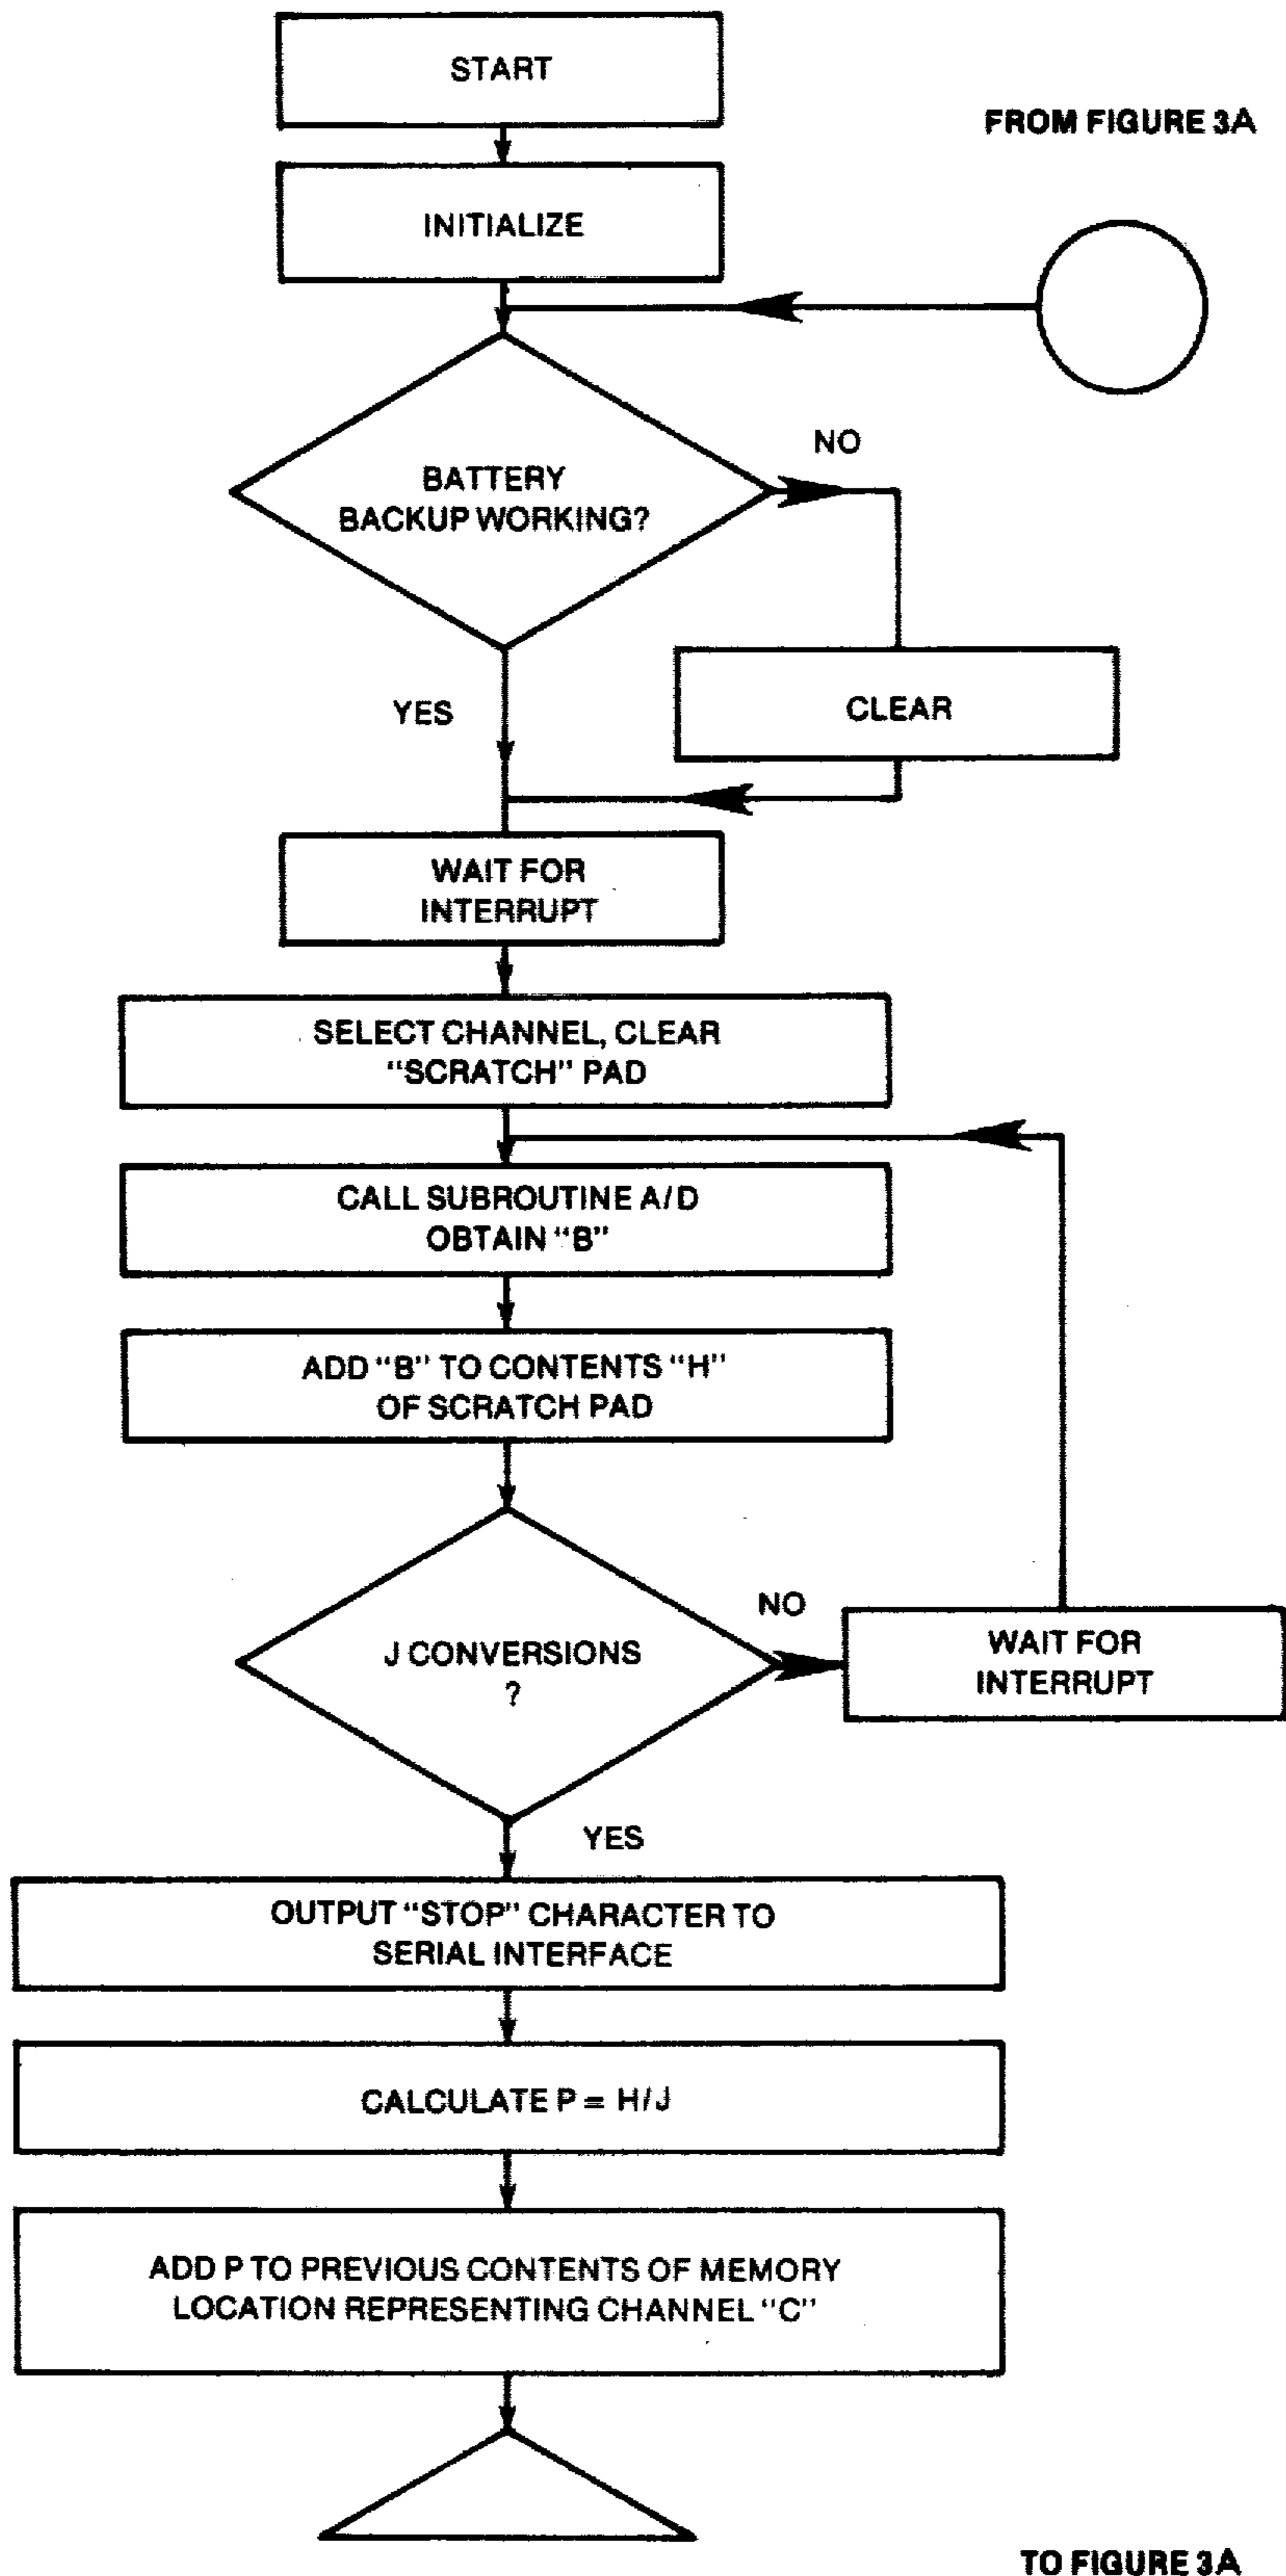 START
FROM FIGURE 3A
INITIALIZE
NO
BATTERY
BACKUP WORKING?
YES
CLEAR
WAIT FOR
INTERRUPT
SELECT CHANNEL, CLEAR
"SCRATCH" PAD
CALL SUBROUTINE A/D
OBTAIN "B"
ADD "B" TO CONTENTS "H"
OF SCRATCH PAD
NO
J CONVERSIONS
?
WAIT FOR
INTERRUPT
YES
OUTPUT "STOP" CHARACTER TO
SERIAL INTERFACE
CALCULATE P = H/J
ADD P TO PREVIOUS CONTENTS OF MEMORY
LOCATION REPRESENTING CHANNEL "C"
TO FIGURE 3A